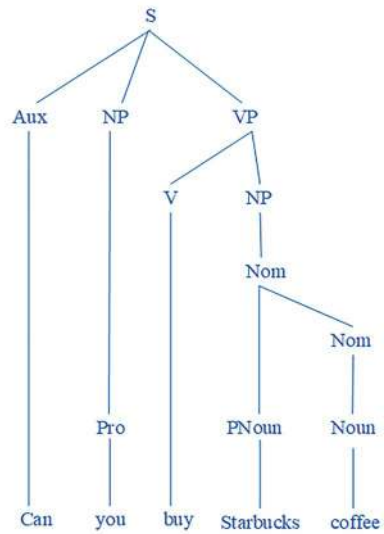 S
Aux NP VP
V NP
Nom
Nom
Pro PNoun Noun
Can you buy Starbucks coffee